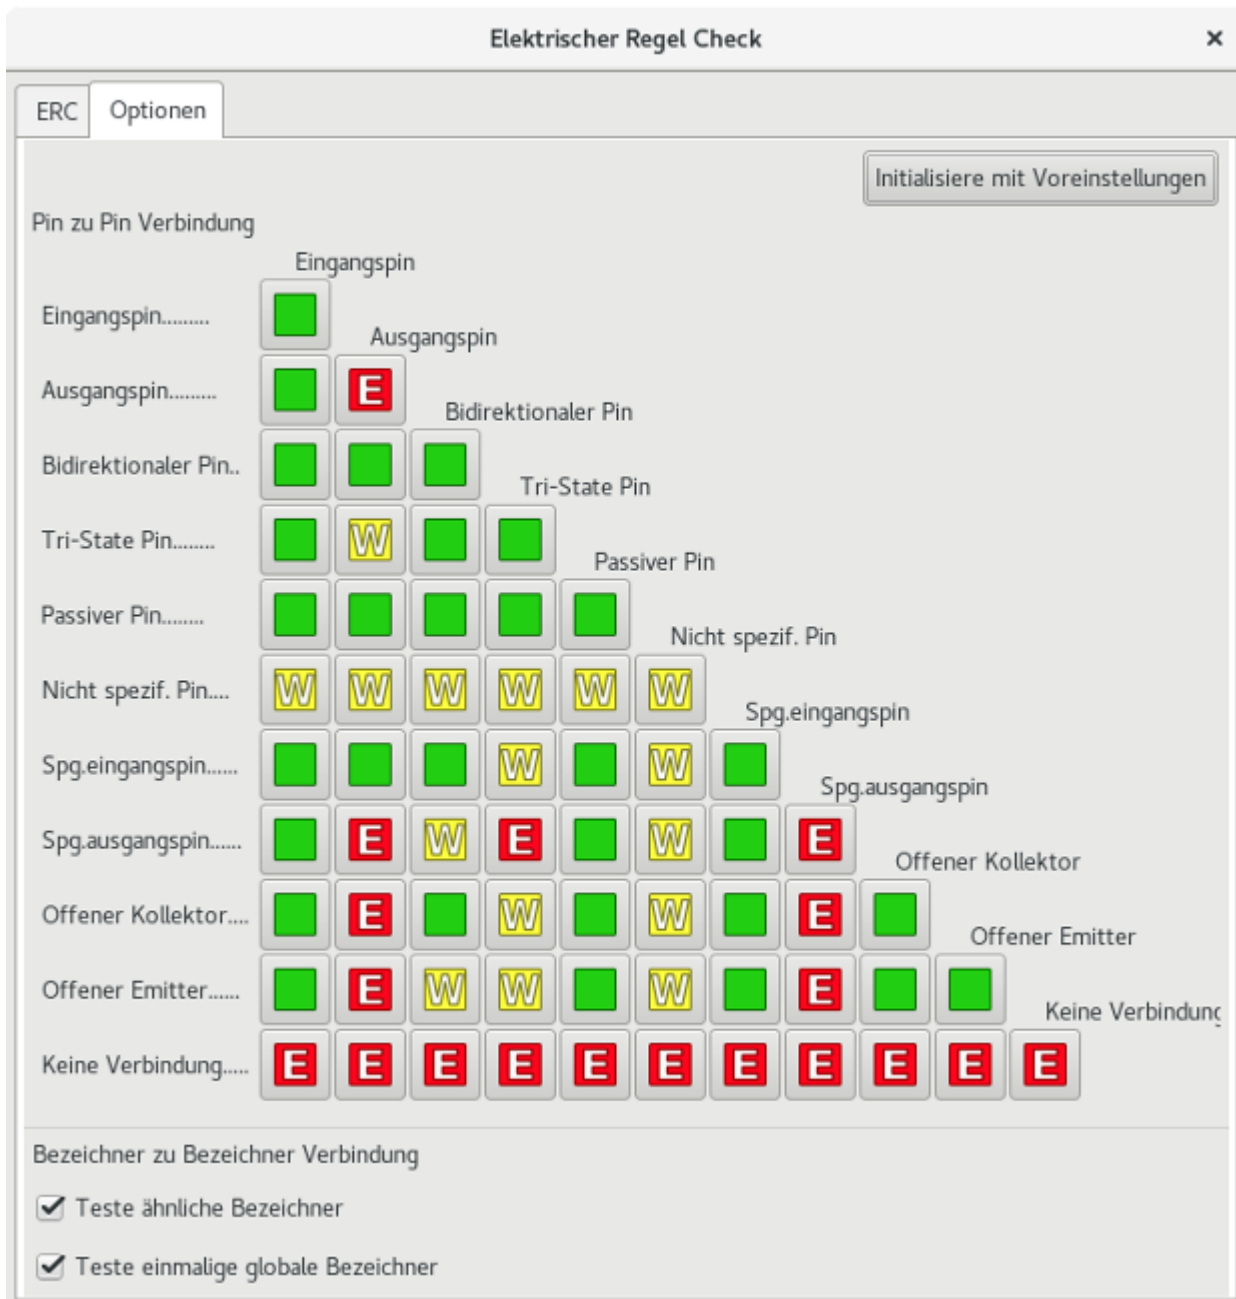 Elektrischer Regel Check ×
ERC Optionen
Initialisiere mit Voreinstellungen
Pin zu Pin Verbindung
Eingangspin
Eingangspin.........
Ausgangspin
Ausgangspin......... E
Bidirektionaler Pin
Bidirektionaler Pin..
Tri-State Pin
Tri-State Pin........ W
Passiver Pin
Passiver Pin........
Nicht spezif. Pin
Nicht spezif. Pin.... W W W W W W
Spg.eingangspin
Spg.eingangspin...... W W
Spg.ausgangspin
Spg.ausgangspin...... E W E W E
Offener Kollektor
Offener Kollektor.... E W W E
Offener Emitter
Offener Emitter...... E W W W E
Keine Verbindung
Keine Verbindung..... E E E E E E E E E E E
Bezeichner zu Bezeichner Verbindung
Teste ähnliche Bezeichner
Teste einmalige globale Bezeichner